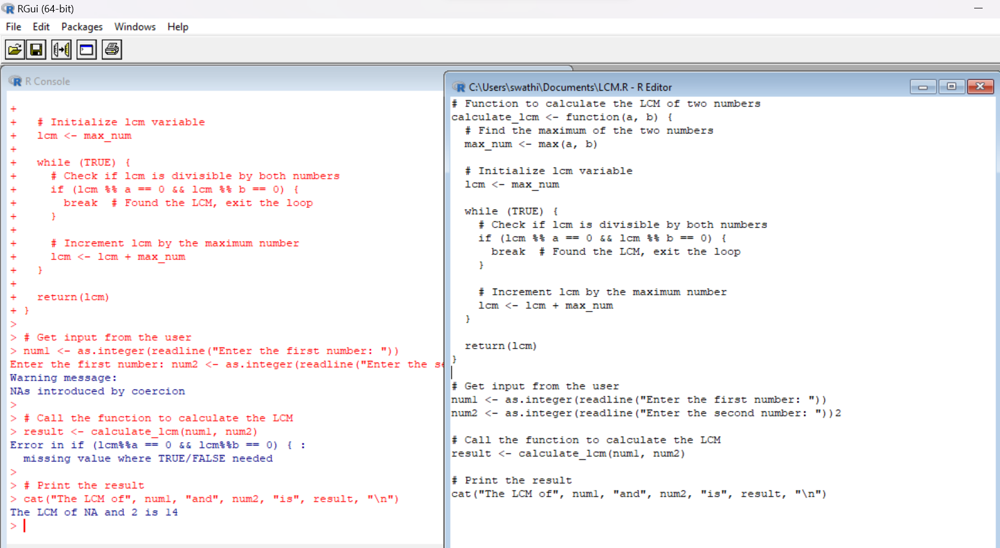 RGui (64-bit)
File Edit Packages Windows Help
R Console
+
+   # Initialize lcm variable
+   lcm <- max_num
+
+   while (TRUE) {
+     # Check if lcm is divisible by both numbers
+     if (lcm %% a == 0 && lcm %% b == 0) {
+       break  # Found the LCM, exit the loop
+     }
+
+     # Increment lcm by the maximum number
+     lcm <- lcm + max_num
+   }
+
+   return(lcm)
+ }
>
> # Get input from the user
> num1 <- as.integer(readline("Enter the first number: "))
Enter the first number: num2 <- as.integer(readline("Enter the
Warning message:
NAs introduced by coercion
>
> # Call the function to calculate the LCM
> result <- calculate_lcm(num1, num2)
Error in if (lcm%%a == 0 && lcm%%b == 0) { :
  missing value where TRUE/FALSE needed
>
> # Print the result
> cat("The LCM of", num1, "and", num2, "is", result, "\n")
The LCM of NA and 2 is 14
>
C:\Users\swathi\Documents\LCM.R - R Editor
# Function to calculate the LCM of two numbers
calculate_lcm <- function(a, b) {
  # Find the maximum of the two numbers
  max_num <- max(a, b)
  # Initialize lcm variable
  lcm <- max_num
  while (TRUE) {
    # Check if lcm is divisible by both numbers
    if (lcm %% a == 0 && lcm %% b == 0) {
      break  # Found the LCM, exit the loop
    }
    # Increment lcm by the maximum number
    lcm <- lcm + max_num
  }
  return(lcm)
}
# Get input from the user
num1 <- as.integer(readline("Enter the first number: "))
num2 <- as.integer(readline("Enter the second number: "))2
# Call the function to calculate the LCM
result <- calculate_lcm(num1, num2)
# Print the result
cat("The LCM of", num1, "and", num2, "is", result, "\n")